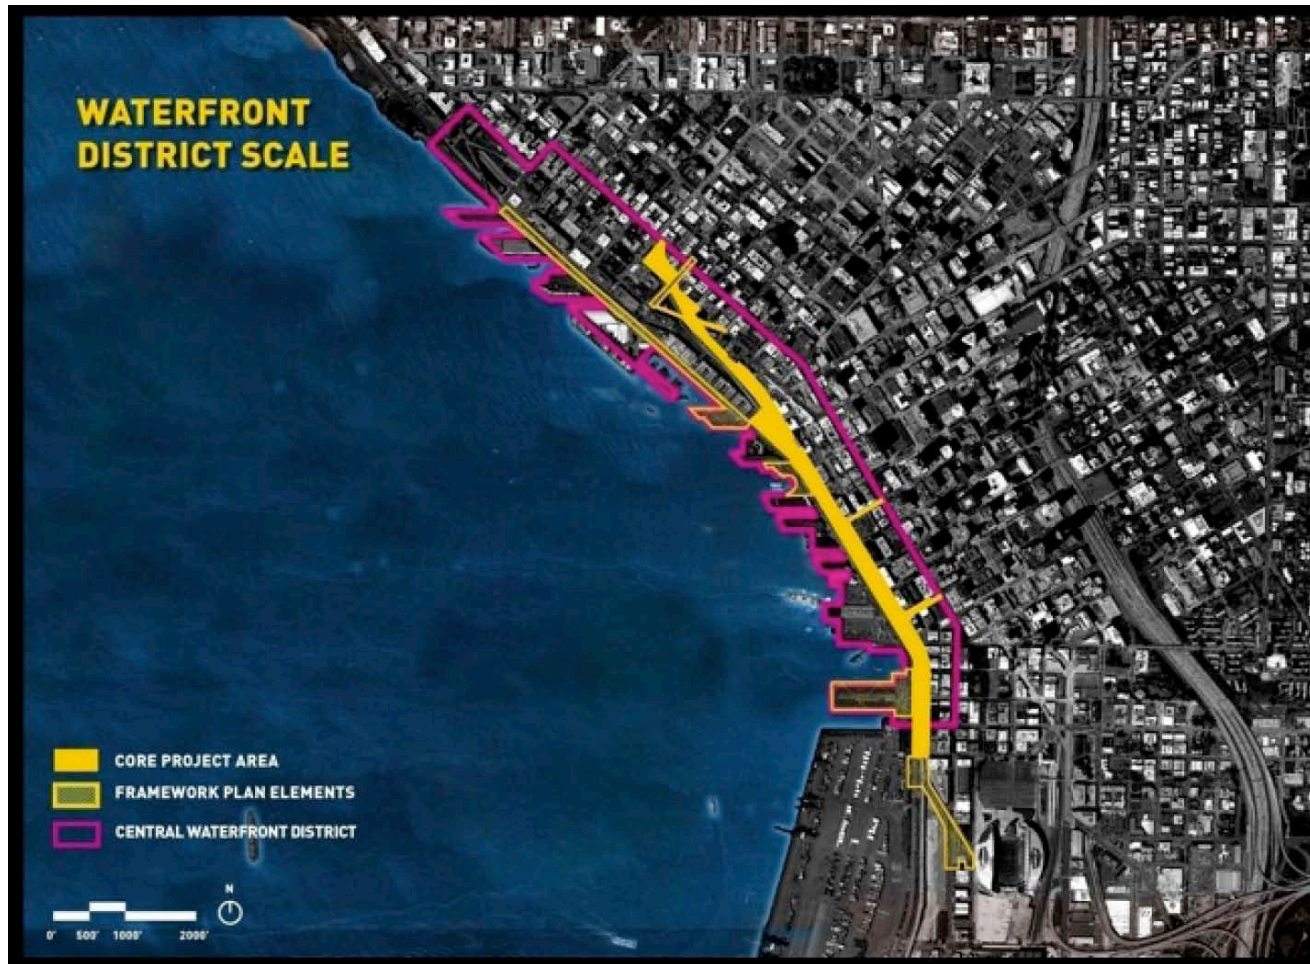 WATERFRONT
DISTRICT SCALE
CORE PROJECT AREA
FRAMEWORK PLAN ELEMENTS
CENTRAL WATERFRONT DISTRICT
N
0' 500' 1000' 2000'